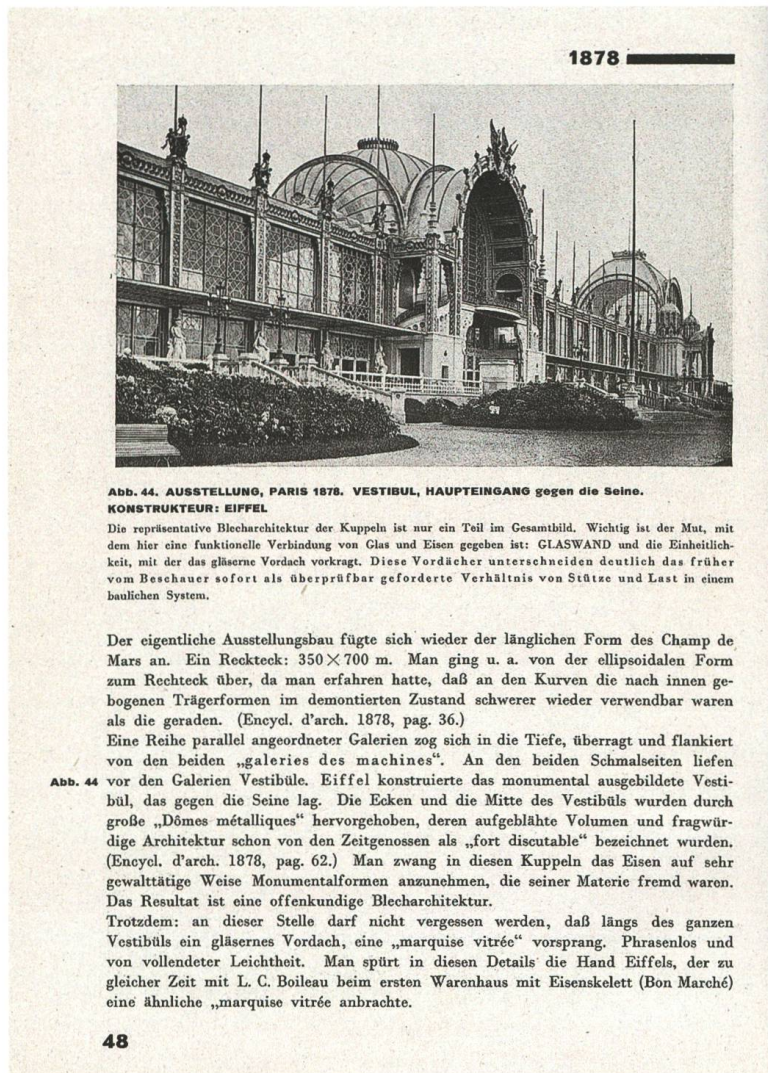 1878
Abb. 44. AUSSTELLUNG, PARIS 1878. VESTIBUL, HAUPTEINGANG gegen die Seine.
KONSTRUKTEUR: EIFFEL
Die repräsentative Blecharchitektur der Kuppeln ist nur ein Teil im Gesamtbild. Wichtig ist der Mut, mit
dem hier eine funktionelle Verbindung von Glas und Eisen gegeben ist: GLASWAND und die Einheitlich-
keit, mit der das gläserne Vordach vorkragt. Diese Vordächer unterschneiden deutlich das früher
vom Beschauer sofort als überprüfbar geforderte Verhältnis von Stütze und Last in einem
baulichen System.
Der eigentliche Ausstellungsbau fügte sich wieder der länglichen Form des Champ de
Mars an. Ein Reckteck: 350×700 m. Man ging u. a. von der ellipsoidalen Form
zum Rechteck über, da man erfahren hatte, daß an den Kurven die nach innen ge-
bogenen Trägerformen im demontierten Zustand schwerer wieder verwendbar waren
als die geraden. (Encycl. d'arch. 1878, pag. 36.)
Eine Reihe parallel angeordneter Galerien zog sich in die Tiefe, überragt und flankiert
von den beiden „galeries des machines“. An den beiden Schmalseiten liefen
Abb. 44 vor den Galerien Vestibüle. Eiffel konstruierte das monumental ausgebildete Vesti-
bül, das gegen die Seine lag. Die Ecken und die Mitte des Vestibüls wurden durch
große „Dômes métalliques“ hervorgehoben, deren aufgeblähte Volumen und fragwür-
dige Architektur schon von den Zeitgenossen als „fort discutable“ bezeichnet wurden.
(Encycl. d'arch. 1878, pag. 62.) Man zwang in diesen Kuppeln das Eisen auf sehr
gewalttätige Weise Monumentalformen anzunehmen, die seiner Materie fremd waren.
Das Resultat ist eine offenkundige Blecharchitektur.
Trotzdem: an dieser Stelle darf nicht vergessen werden, daß längs des ganzen
Vestibüls ein gläsernes Vordach, eine „marquise vitrée“ vorsprang. Phrasenlos und
von vollendeter Leichtheit. Man spürt in diesen Details die Hand Eiffels, der zu
gleicher Zeit mit L. C. Boileau beim ersten Warenhaus mit Eisenskelett (Bon Marché)
eine ähnliche „marquise vitrée anbrachte.
48